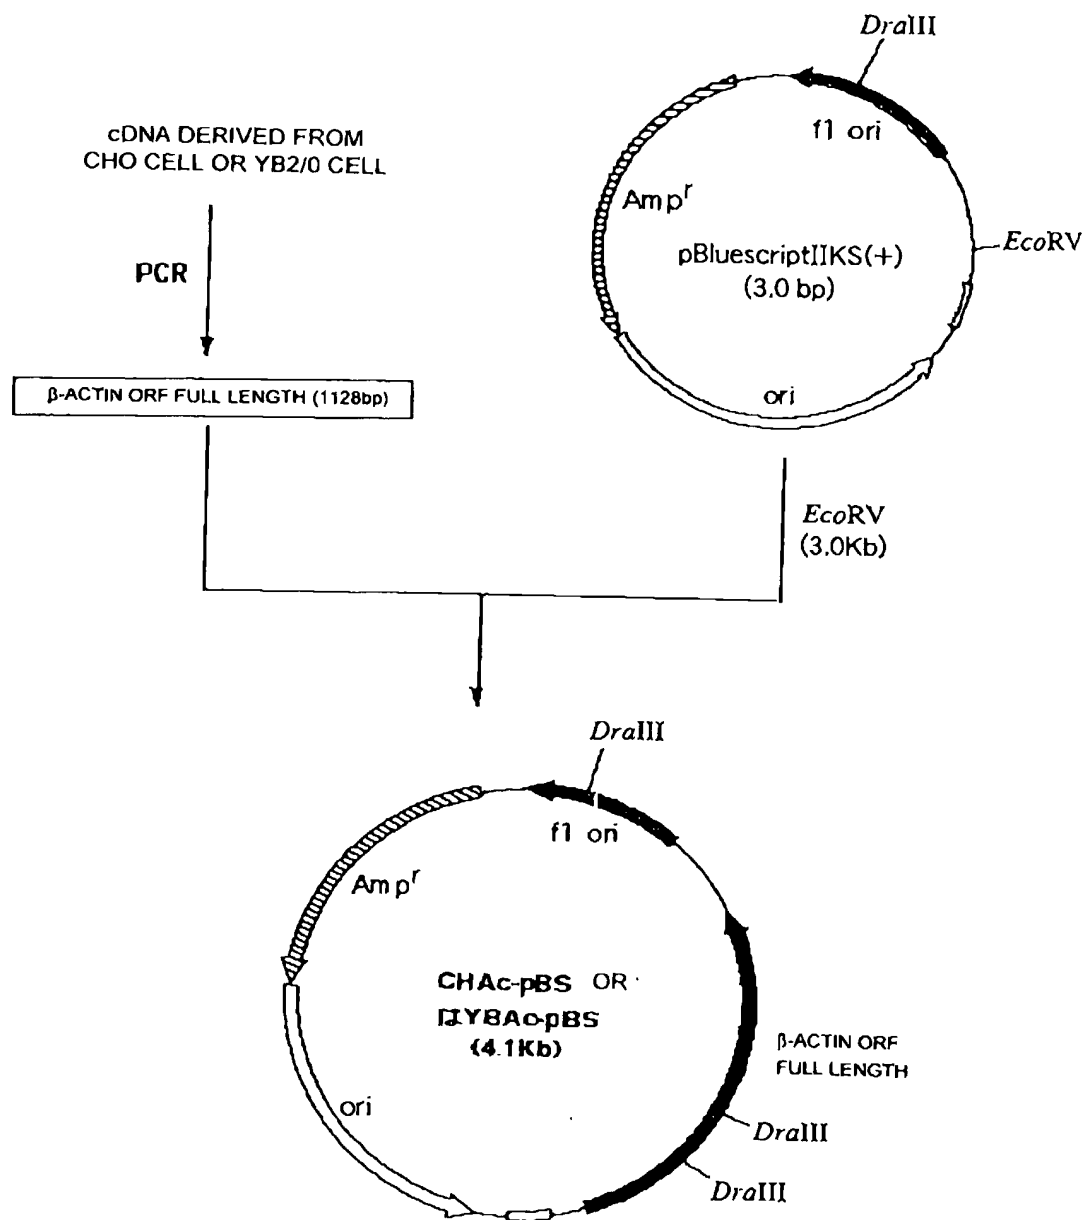 DraIII
cDNA DERIVED FROM
CHO CELL OR YB2/0 CELL
f1 ori
Ampʳ
EcoRV
PCR
pBluescriptIIKS(+)
(3.0 bp)
β-ACTIN ORF FULL LENGTH (1128bp)
ori
EcoRV
(3.0Kb)
DraIII
f1 ori
Ampʳ
CHAc-pBS OR
YBAc-pBS
(4.1Kb)
β-ACTIN ORF
FULL LENGTH
ori
DraIII
DraIII